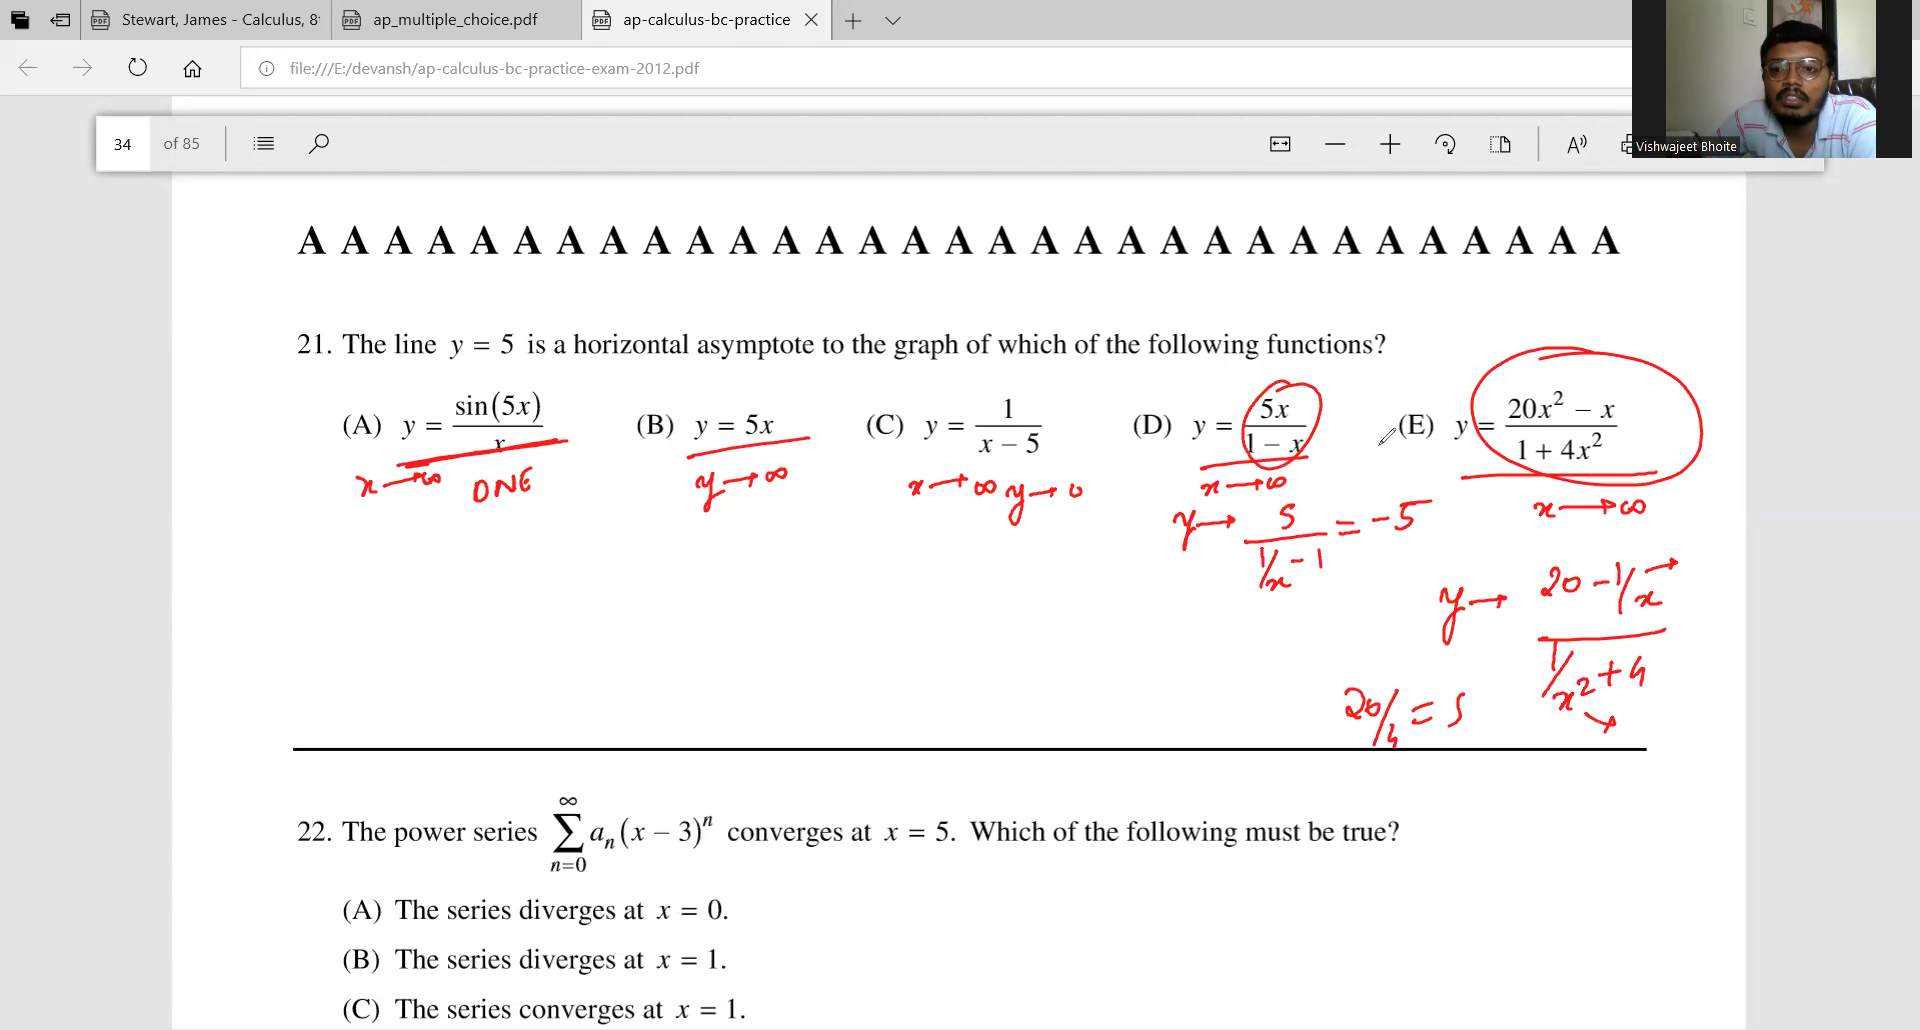 Stewart, James - Calculus, 8
ap_multiple_choice.pdf
ap-calculus-bc-practice
file:///E:/devansh/ap-calculus-bc-practice-exam-2012.pdf
34 of 85
Vishwajeet Bhoite
A A A A A A A A A A A A A A A A A A A A A A A A A A A A A A A
21. The line y = 5 is a horizontal asymptote to the graph of which of the following functions?
(A) y = sin(5x)/x (B) y = 5x (C) y = 1/(x − 5) (D) y = 5x/(1 − x) (E) y = (20x² − x)/(1 + 4x²)
x → ∞ DNE y → ∞ x → ∞ y → 0 x → ∞ x → ∞
y → 5/(1/x − 1) = −5
y → (20 − 1/x)/(1/x² + 4)
20/4 = 5
22. The power series ∞ ∑ n=0 aₙ(x − 3)ⁿ converges at x = 5. Which of the following must be true?
(A) The series diverges at x = 0.
(B) The series diverges at x = 1.
(C) The series converges at x = 1.